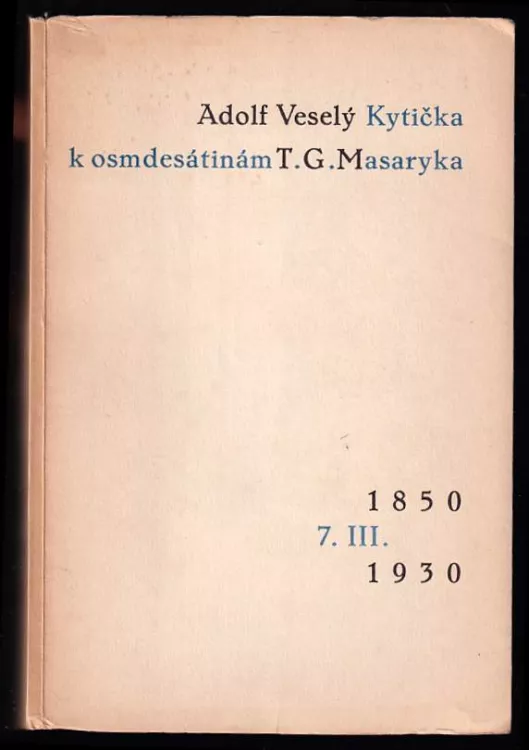 Adolf Veselý Kytička
k osmdesátinám T.G.Masaryka
1850
7. III.
1930